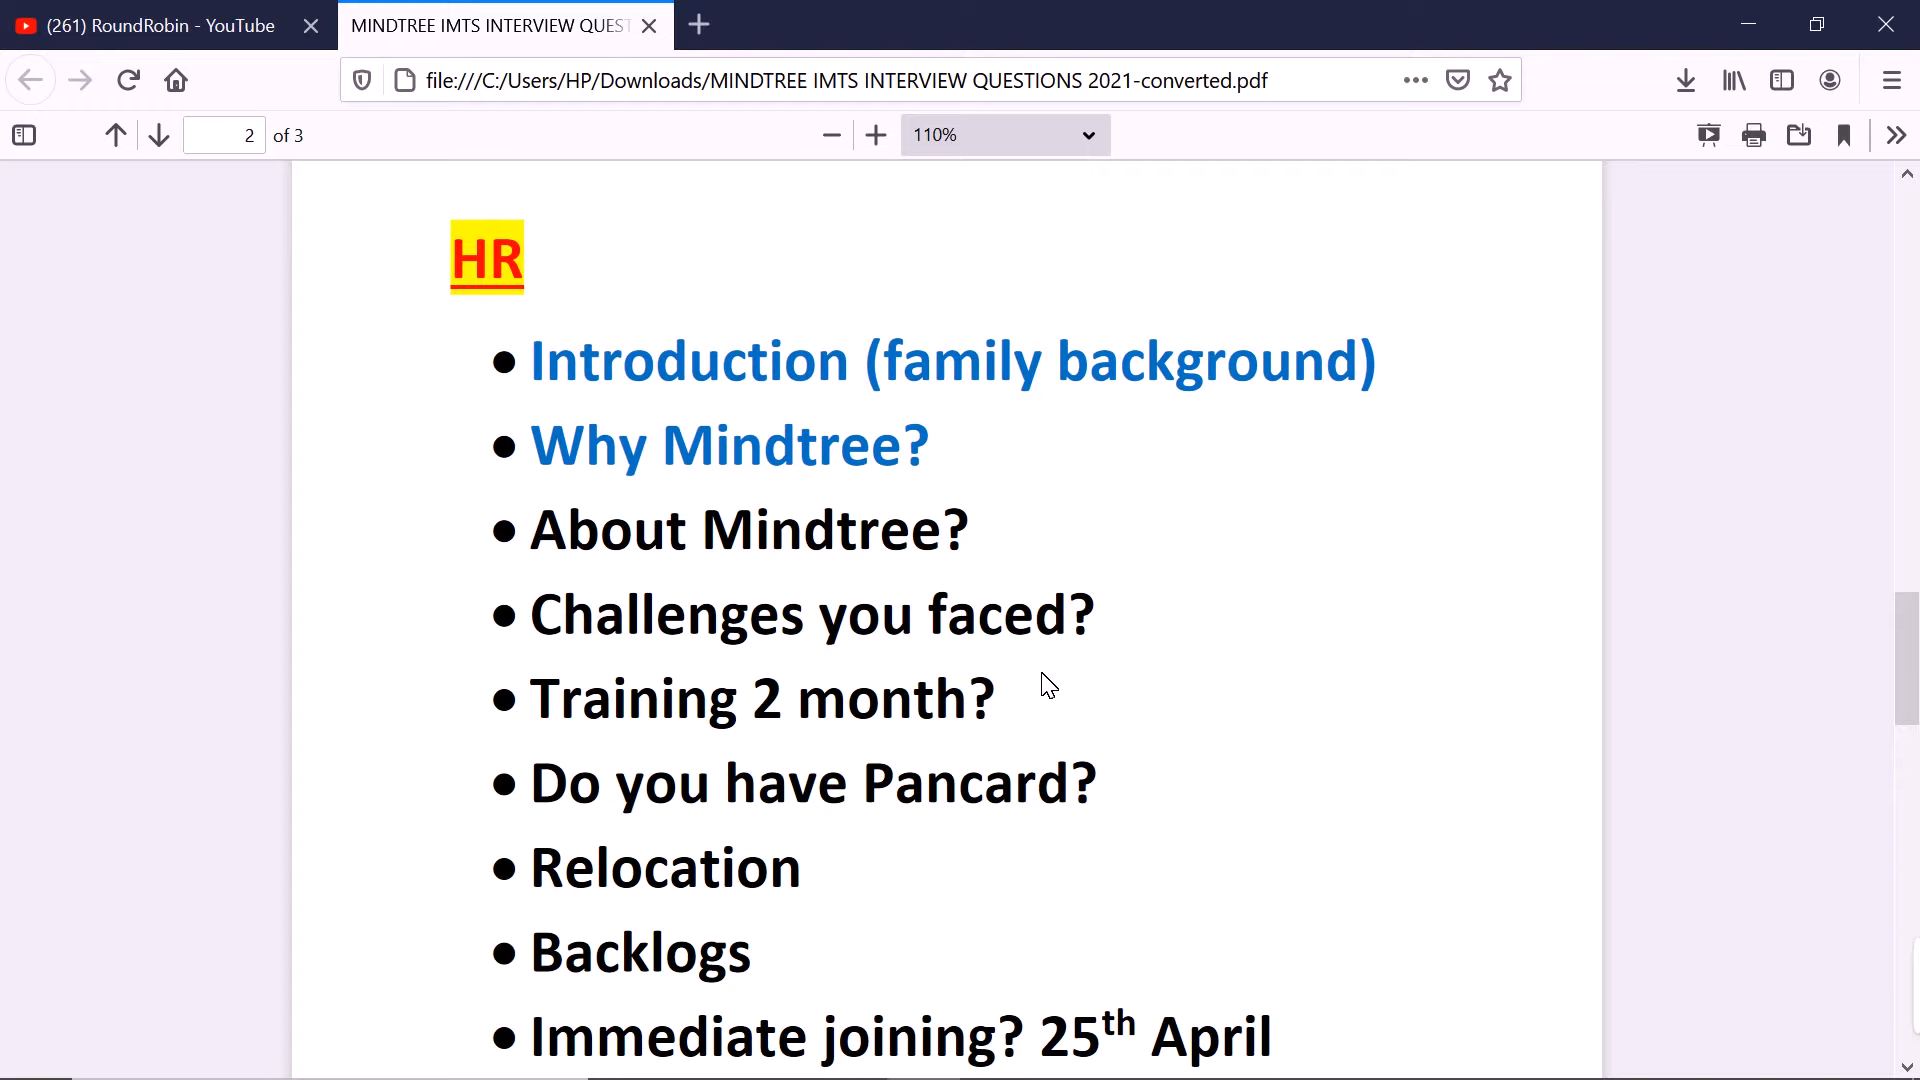 (261) RoundRobin - YouTube
MINDTREE IMTS INTERVIEW QUEST
file:///C:/Users/HP/Downloads/MINDTREE IMTS INTERVIEW QUESTIONS 2021-converted.pdf
2 of 3
110%
HR
• Introduction (family background)
• Why Mindtree?
• About Mindtree?
• Challenges you faced?
• Training 2 month?
• Do you have Pancard?
• Relocation
• Backlogs
• Immediate joining? 25th April